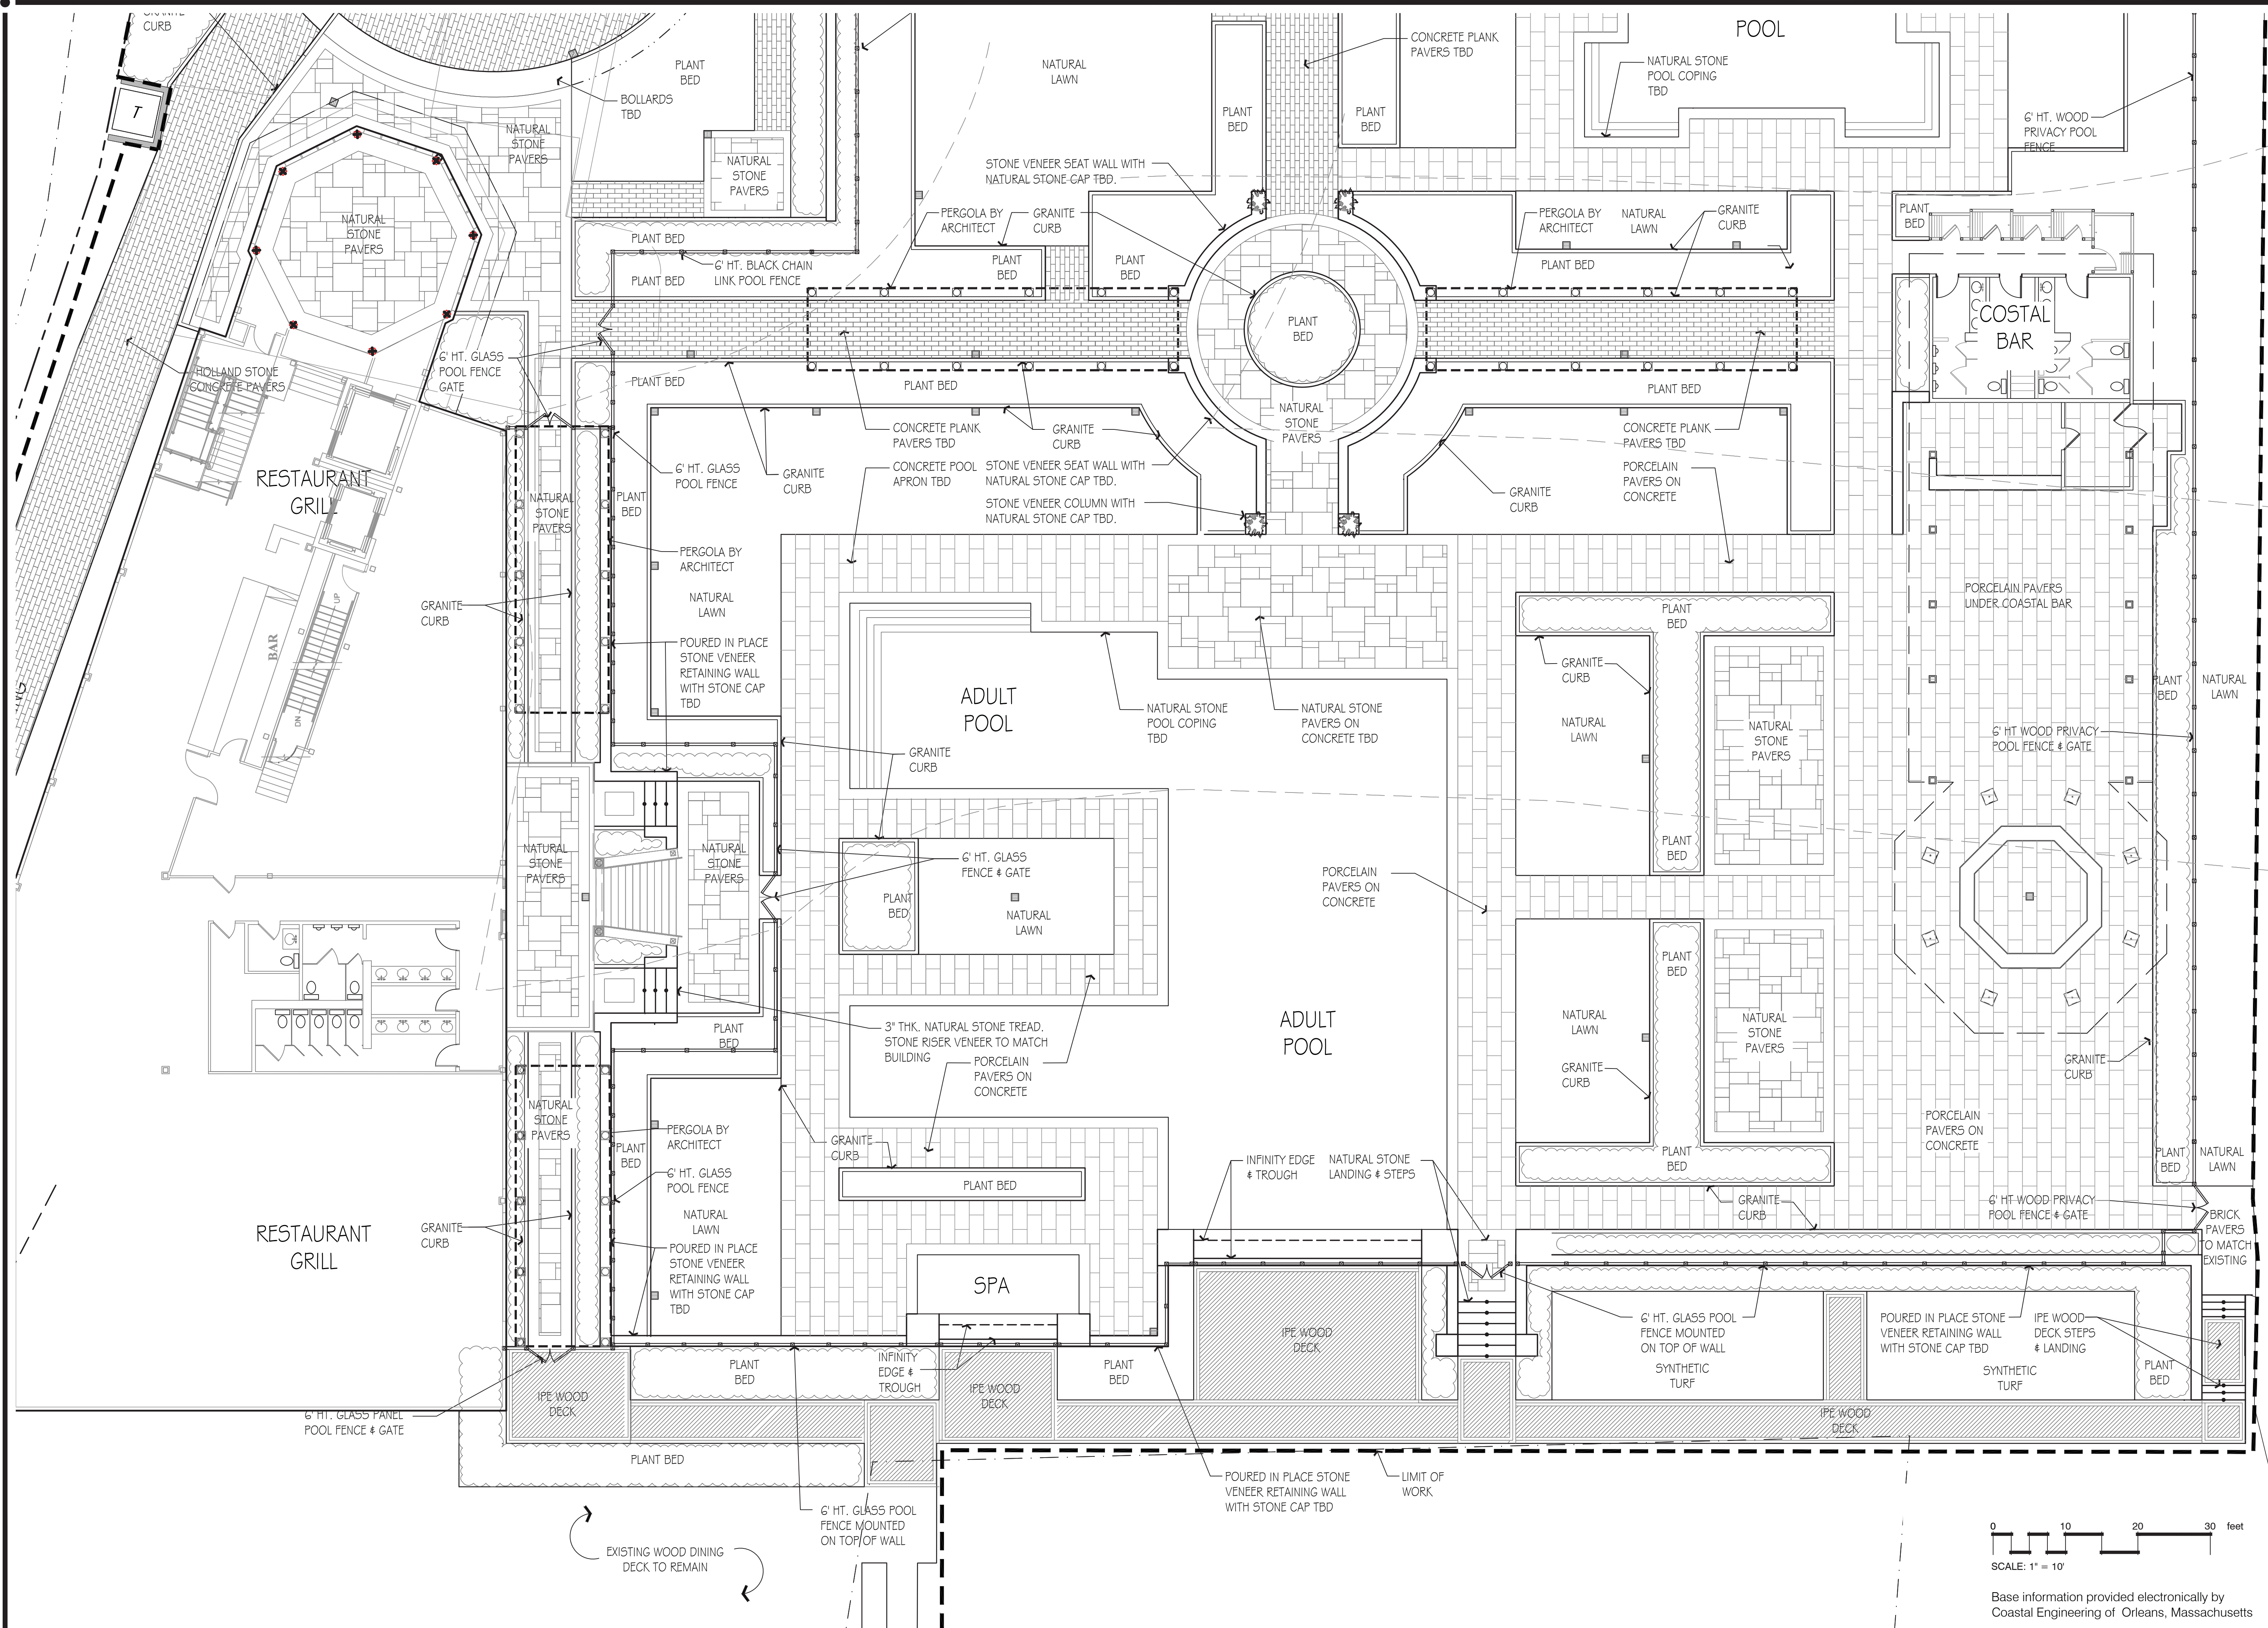 GRANITE
CURB
T
PLANT
BED
BOLLARDS
TBD
NATURAL
STONE
PAVERS
NATURAL
STONE
PAVERS
NATURAL
STONE
PAVERS
NATURAL
LAWN
CONCRETE PLANK
PAVERS TBD
PLANT
BED
PLANT
BED
POOL
NATURAL STONE
POOL COPING
TBD
6' HT. WOOD
PRIVACY POOL
FENCE
STONE VENEER SEAT WALL WITH
NATURAL STONE CAP TBD.
PERGOLA BY
ARCHITECT
GRANITE
CURB
PERGOLA BY
ARCHITECT
NATURAL
LAWN
GRANITE
CURB
PLANT
BED
PLANT BED
PLANT BED
6' HT. BLACK CHAIN
LINK POOL FENCE
PLANT
BED
PLANT
BED
PLANT BED
PLANT
BED
COSTAL
BAR
6' HT. GLASS
POOL FENCE
GATE
HOLLAND STONE
CONCRETE PAVERS
PLANT BED
PLANT BED
PLANT BED
NATURAL
STONE
PAVERS
CONCRETE PLANK
PAVERS TBD
GRANITE
CURB
CONCRETE PLANK
PAVERS TBD
RESTAURANT
GRILL
6' HT. GLASS
POOL FENCE
GRANITE
CURB
CONCRETE POOL
APRON TBD
STONE VENEER SEAT WALL WITH
NATURAL STONE CAP TBD.
STONE VENEER COLUMN WITH
NATURAL STONE CAP TBD.
GRANITE
CURB
PORCELAIN
PAVERS ON
CONCRETE
NATURAL
STONE
PAVERS
PLANT
BED
PERGOLA BY
ARCHITECT
NATURAL
LAWN
GRANITE
CURB
UP
BAR
DN
POURED IN PLACE
STONE VENEER
RETAINING WALL
WITH STONE CAP
TBD
ADULT
POOL
NATURAL STONE
POOL COPING
TBD
NATURAL STONE
PAVERS ON
CONCRETE TBD
PLANT
BED
GRANITE
CURB
NATURAL
LAWN
NATURAL
STONE
PAVERS
PORCELAIN PAVERS
UNDER COASTAL BAR
PLANT
BED
NATURAL
LAWN
6' HT WOOD PRIVACY
POOL FENCE & GATE
GRANITE
CURB
NATURAL
STONE
PAVERS
NATURAL
STONE
PAVERS
6' HT. GLASS
FENCE & GATE
PLANT
BED
NATURAL
LAWN
PLANT
BED
PORCELAIN
PAVERS ON
CONCRETE
PLANT
BED
PLANT
BED
3" THK. NATURAL STONE TREAD.
STONE RISER VENEER TO MATCH
BUILDING
PORCELAIN
PAVERS ON
CONCRETE
ADULT
POOL
NATURAL
LAWN
GRANITE
CURB
NATURAL
STONE
PAVERS
GRANITE
CURB
NATURAL
STONE
PAVERS
PLANT
BED
PERGOLA BY
ARCHITECT
6' HT. GLASS
POOL FENCE
NATURAL
LAWN
GRANITE
CURB
PLANT BED
INFINITY EDGE
& TROUGH
NATURAL STONE
LANDING & STEPS
PLANT
BED
PORCELAIN
PAVERS ON
CONCRETE
PLANT
BED
NATURAL
LAWN
GRANITE
CURB
6' HT WOOD PRIVACY
POOL FENCE & GATE
BRICK
PAVERS
TO MATCH
EXISTING
RESTAURANT
GRILL
GRANITE
CURB
POURED IN PLACE
STONE VENEER
RETAINING WALL
WITH STONE CAP
TBD
SPA
IPE WOOD
DECK
6' HT. GLASS POOL
FENCE MOUNTED
ON TOP OF WALL
SYNTHETIC
TURF
POURED IN PLACE STONE
VENEER RETAINING WALL
WITH STONE CAP TBD
IPE WOOD
DECK STEPS
& LANDING
SYNTHETIC
TURF
PLANT
BED
IPE WOOD
DECK
PLANT
BED
INFINITY
EDGE &
TROUGH
IPE WOOD
DECK
PLANT
BED
IPE WOOD
DECK
6' HT. GLASS PANEL
POOL FENCE & GATE
PLANT BED
POURED IN PLACE STONE
VENEER RETAINING WALL
WITH STONE CAP TBD
LIMIT OF
WORK
6' HT. GLASS POOL
FENCE MOUNTED
ON TOP OF WALL
EXISTING WOOD DINING
DECK TO REMAIN
0 10 20 30 feet
SCALE: 1" = 10'
Base information provided electronically by
Coastal Engineering of Orleans, Massachusetts